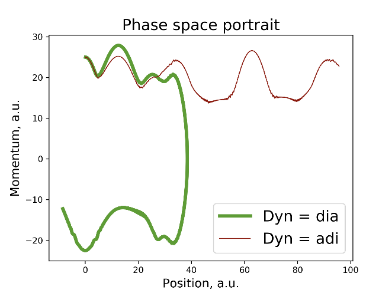 Phase space portrait
30
20
10
0
−10
−20
Momentum, a.u.
Dyn = dia
Dyn = adi
0 20 40 60 80 100
Position, a.u.